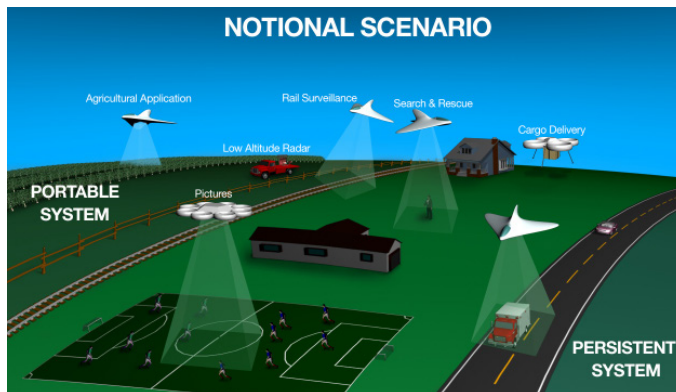 NOTIONAL SCENARIO
Agricultural Application
Rail Surveillance
Search & Rescue
Cargo Delivery
Low Altitude Radar
PORTABLE
SYSTEM
Pictures
PERSISTENT
SYSTEM